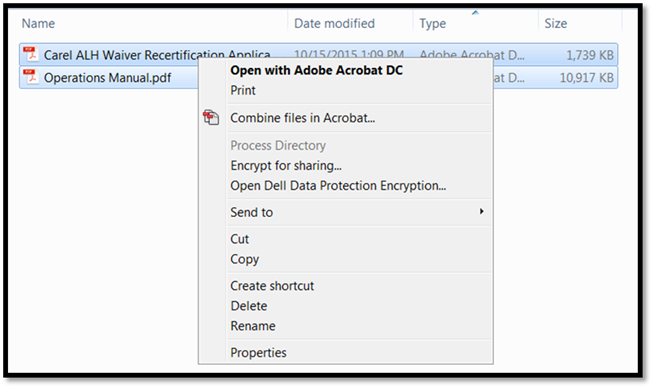 Name Date modified Type Size
Carel ALH Waiver Recertification Applica... 10/15/2015 1:09 PM Adobe Acrobat D... 1,739 KB
Operations Manual.pdf Adobe Acrobat D... 10,917 KB
Open with Adobe Acrobat DC
Print
Combine files in Acrobat...
Process Directory
Encrypt for sharing...
Open Dell Data Protection Encryption...
Send to
Cut
Copy
Create shortcut
Delete
Rename
Properties